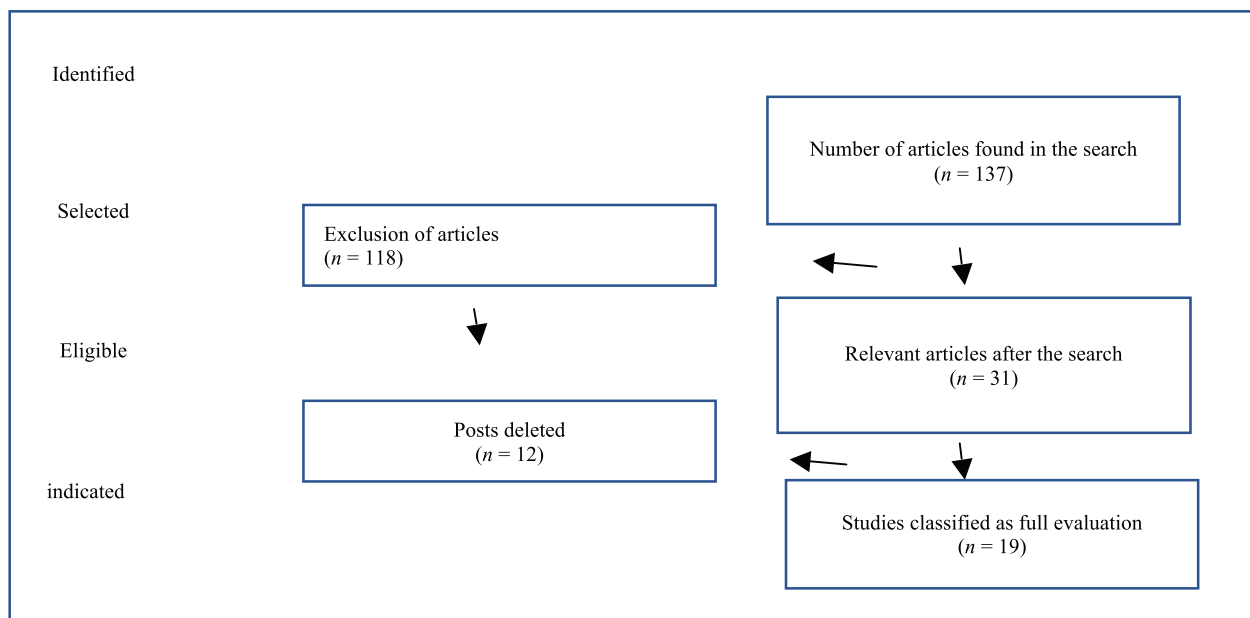 Identified
Number of articles found in the search
(n = 137)
Selected
Exclusion of articles
(n = 118)
Eligible
Relevant articles after the search
(n = 31)
Posts deleted
(n = 12)
indicated
Studies classified as full evaluation
(n = 19)